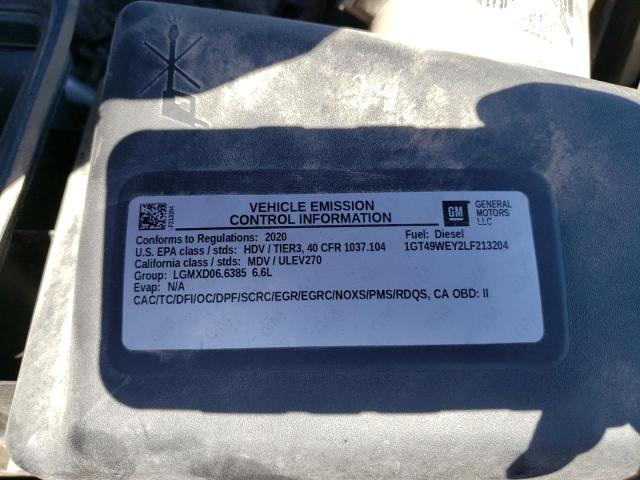 LF213204
VEHICLE EMISSION
CONTROL INFORMATION
GM
GENERAL
MOTORS
LLC
Conforms to Regulations: 2020
Fuel: Diesel
U.S. EPA class / stds: HDV / TIER3, 40 CFR 1037.104
1GT49WEY2LF213204
California class / stds: MDV / ULEV270
Group: LGMXD06.6385 6.6L
Evap: N/A
CAC/TC/DFI/OC/DPF/SCRC/EGR/EGRC/NOXS/PMS/RDQS, CA OBD: II